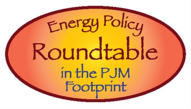 Energy Policy
Roundtable
in the PJM
Footprint